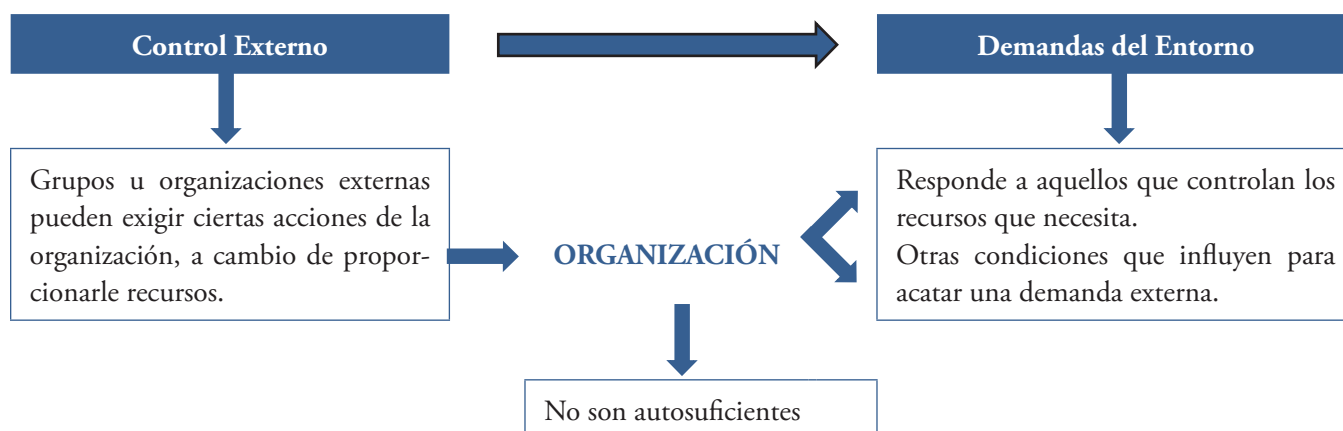 Control Externo
Demandas del Entorno
Grupos u organizaciones externas
pueden exigir ciertas acciones de la
organización, a cambio de propor-
cionarle recursos.
ORGANIZACIÓN
Responde a aquellos que controlan los
recursos que necesita.
Otras condiciones que influyen para
acatar una demanda externa.
No son autosuficientes